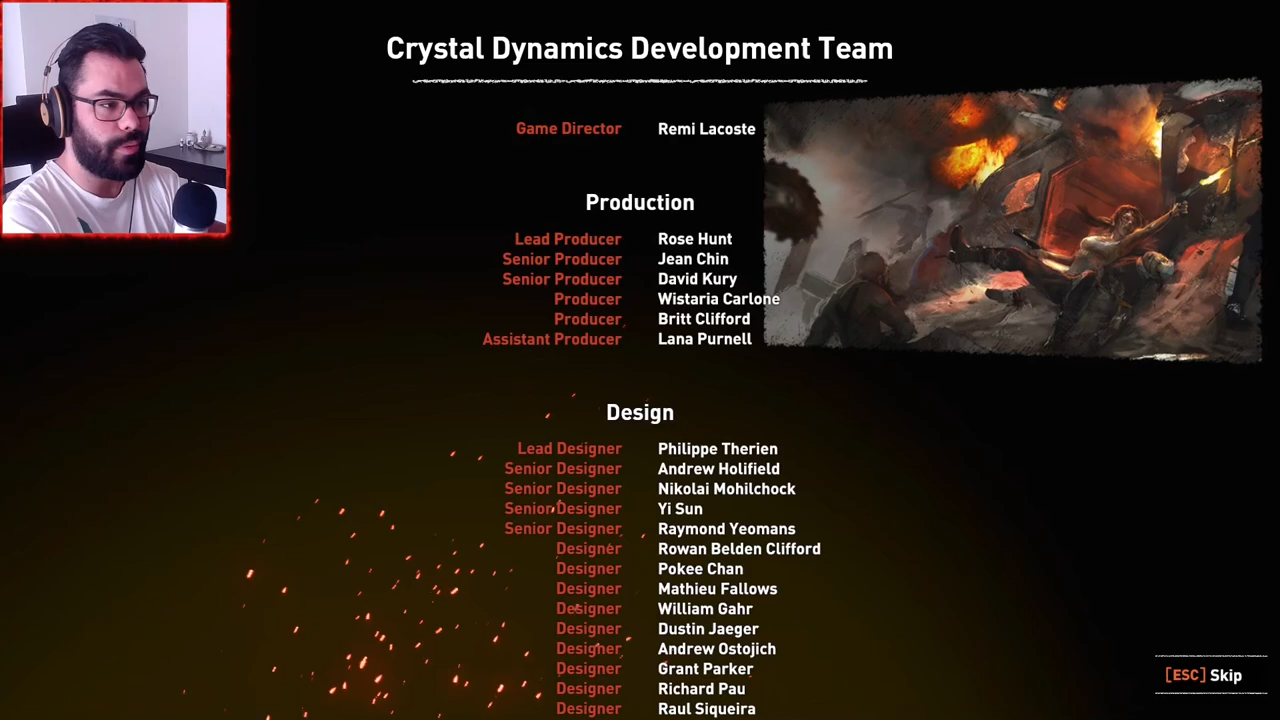 Crystal Dynamics Development Team
Game Director Remi Lacoste
Production
Lead Producer Rose Hunt
Senior Producer Jean Chin
Senior Producer David Kury
Producer Wistaria Carlone
Producer Britt Clifford
Assistant Producer Lana Purnell
Design
Lead Designer Philippe Therien
Senior Designer Andrew Holifield
Senior Designer Nikolai Mohilchock
Senior Designer Yi Sun
Senior Designer Raymond Yeomans
Designer Rowan Belden Clifford
Designer Pokee Chan
Designer Mathieu Fallows
Designer William Gahr
Designer Dustin Jaeger
Designer Andrew Ostojich
Designer Grant Parker
Designer Richard Pau
Designer Raul Siqueira
[ESC] Skip